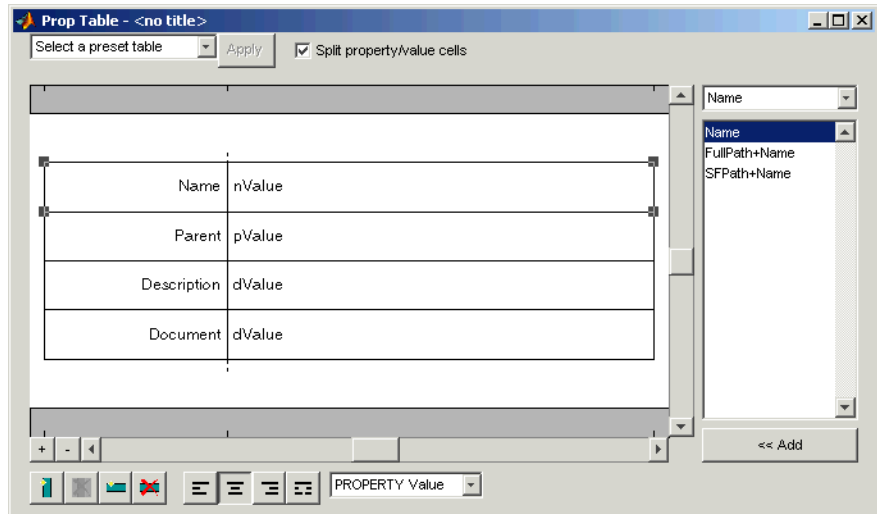 Prop Table - <no title>
Select a preset table
Apply
Split property/value cells
Name
Name
FullPath+Name
SFPath+Name
Name nValue
Parent pValue
Description dValue
Document dValue
+ -
<< Add
PROPERTY Value